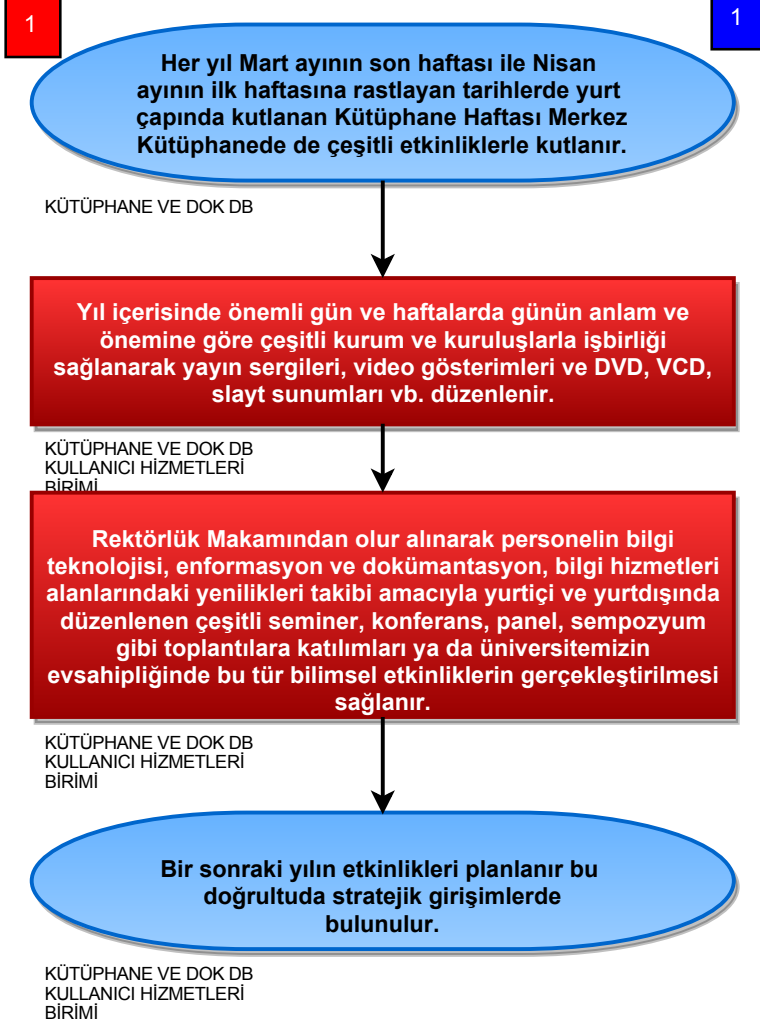 1
1
Her yıl Mart ayının son haftası ile Nisan
ayının ilk haftasına rastlayan tarihlerde yurt
çapında kutlanan Kütüphane Haftası Merkez
Kütüphanede de çeşitli etkinliklerle kutlanır.
KÜTÜPHANE VE DOK DB
Yıl içerisinde önemli gün ve haftalarda günün anlam ve
önemine göre çeşitli kurum ve kuruluşlarla işbirliği
sağlanarak yayın sergileri, video gösterimleri ve DVD, VCD,
slayt sunumları vb. düzenlenir.
KÜTÜPHANE VE DOK DB
KULLANICI HİZMETLERİ
BİRİMİ
Rektörlük Makamından olur alınarak personelin bilgi
teknolojisi, enformasyon ve dokümantasyon, bilgi hizmetleri
alanlarındaki yenilikleri takibi amacıyla yurtiçi ve yurtdışında
düzenlenen çeşitli seminer, konferans, panel, sempozyum
gibi toplantılara katılımları ya da üniversitemizin
evsahipliğinde bu tür bilimsel etkinliklerin gerçekleştirilmesi
sağlanır.
KÜTÜPHANE VE DOK DB
KULLANICI HİZMETLERİ
BİRİMİ
Bir sonraki yılın etkinlikleri planlanır bu
doğrultuda stratejik girişimlerde
bulunulur.
KÜTÜPHANE VE DOK DB
KULLANICI HİZMETLERİ
BİRİMİ